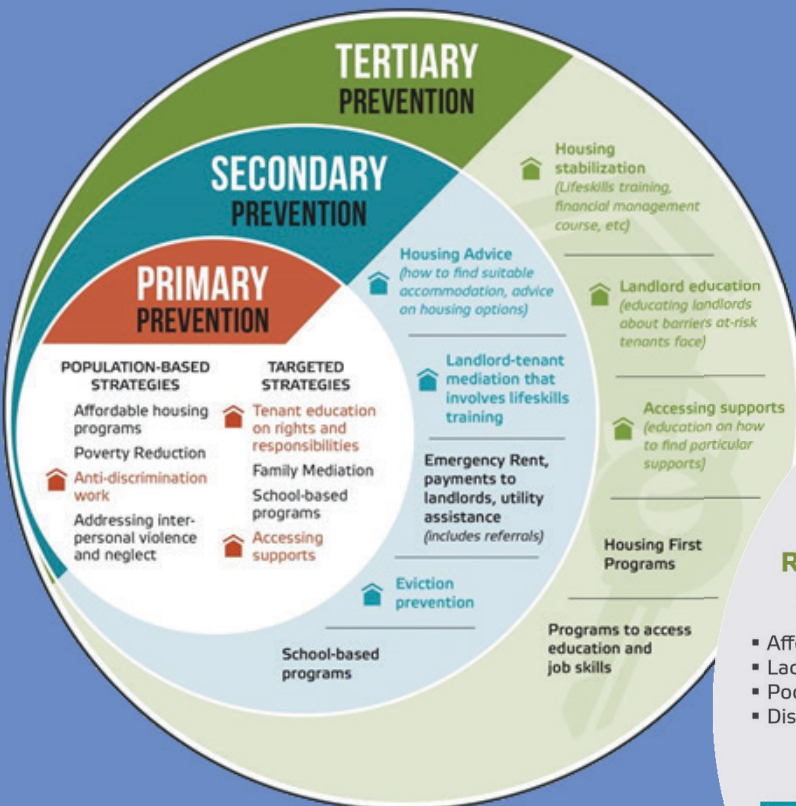 TERTIARY
PREVENTION
SECONDARY
PREVENTION
PRIMARY
PREVENTION
POPULATION-BASED
STRATEGIES
Affordable housing
programs
Poverty Reduction
Anti-discrimination
work
Addressing inter-
personal violence
and neglect
TARGETED
STRATEGIES
Tenant education
on rights and
responsibilities
Family Mediation
School-based
programs
Accessing
supports
Housing Advice
(how to find suitable
accommodation, advice
on housing options)
Landlord-tenant
mediation that
involves lifeskills
training
Emergency Rent,
payments to
landlords, utility
assistance
(includes referrals)
Eviction
prevention
School-based
programs
Housing
stabilization
(Lifeskills training,
financial management
course, etc)
Landlord education
(educating landlords
about barriers at-risk
tenants face)
Accessing supports
(education on how
to find particular
supports)
Housing First
Programs
Programs to access
education and
job skills